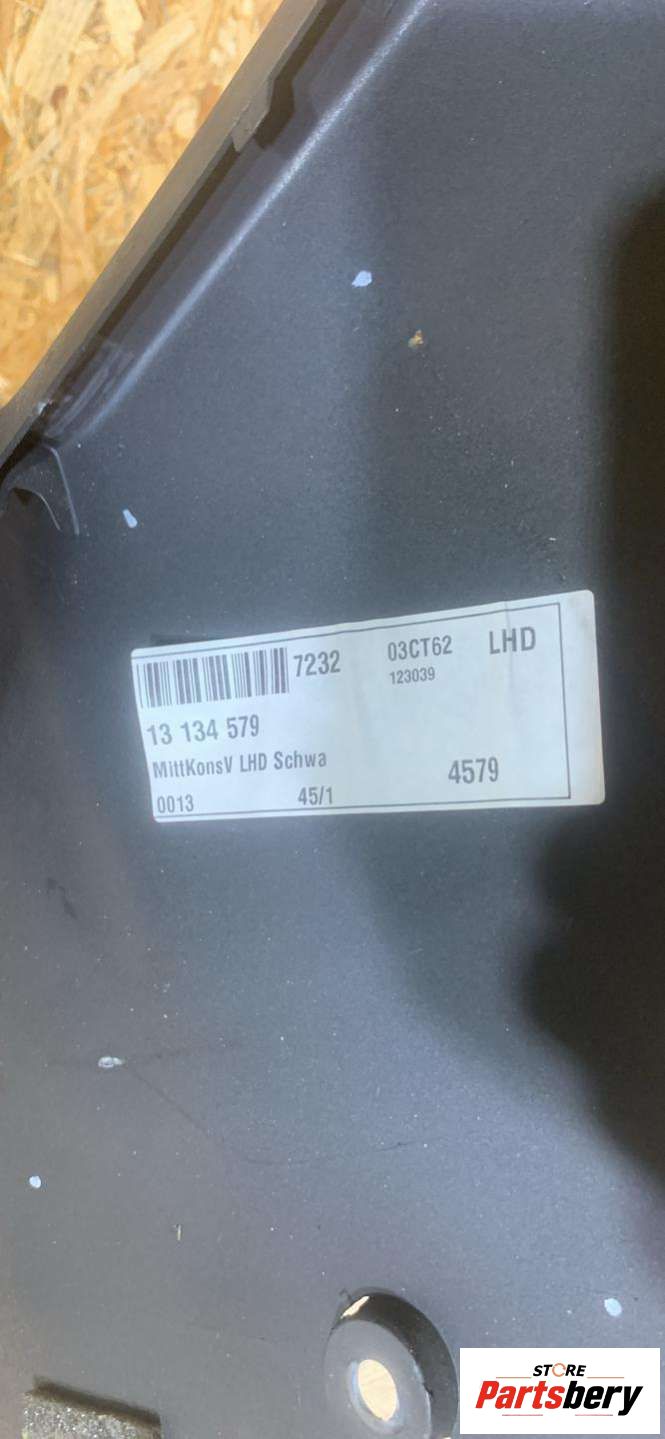 7232 03CT62 LHD
123039
13 134 579
MittKonsV LHD Schwa
4579
0013 45/1
STORE
Partsbery